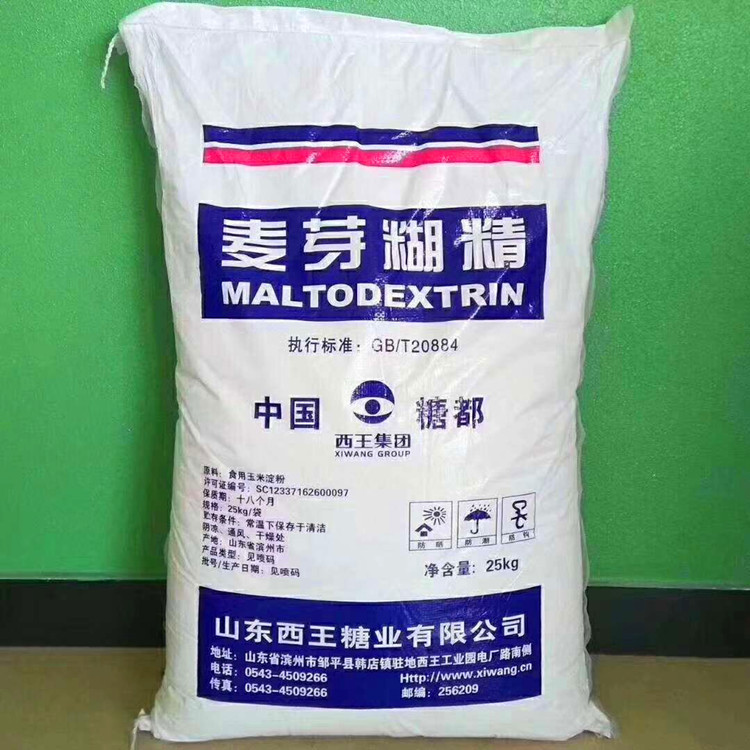 麦芽糊精
MALTODEXTRIN
执行标准：GB/T20884
中国 糖都
西王集团
XIWANG GROUP
原料：食用玉米淀粉
许可证编号：SC12337162600097
保质期：十八个月
规格：25kg/袋
贮存条件：常温下保存于清洁
阴凉、通风、干燥处
产地：山东省滨州市
产品类型：见喷码
批号/生产日期：见喷码
防晒 防潮 防钩
净含量：25kg
山东西王糖业有限公司
地址：山东省滨州市邹平县韩店镇驻地西王工业园电厂路南侧
电话：0543-4509266 Http://www.xiwang.cn
传真：0543-4509266 邮编：256209